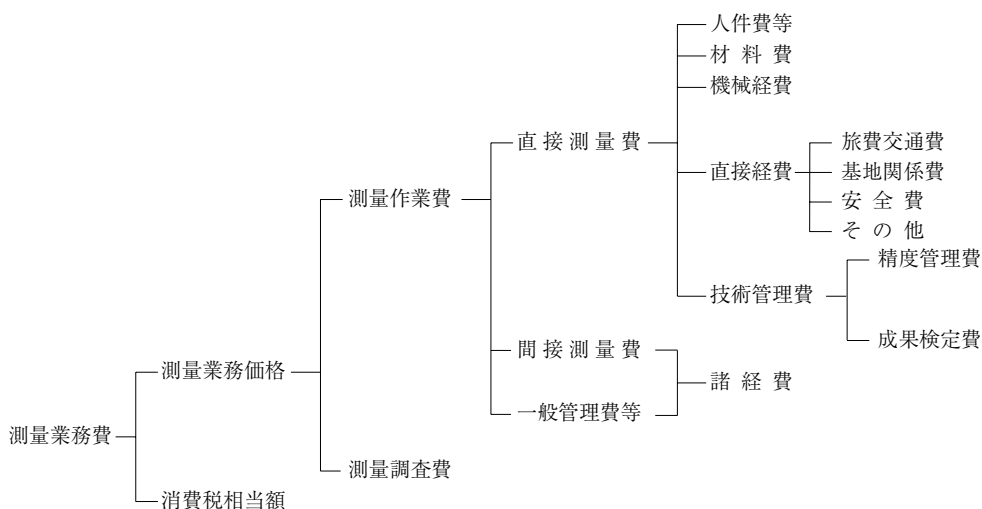 人件費等
材料費
機械経費
直接測量費
直接経費
旅費交通費
基地関係費
安全費
その他
測量作業費
精度管理費
技術管理費
成果検定費
間接測量費
諸経費
測量業務価格
一般管理費等
測量業務費
測量調査費
消費税相当額